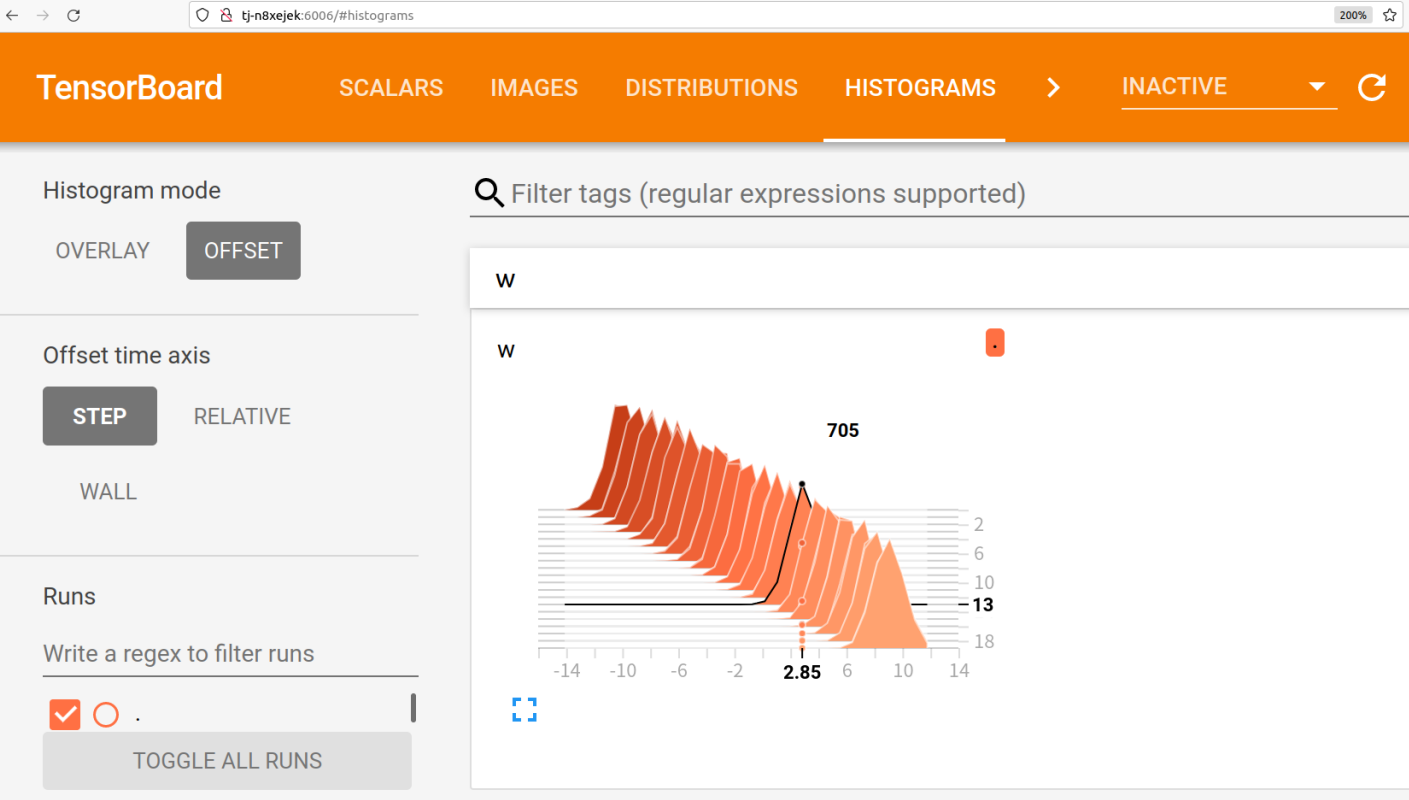 tj-n8xejek:6006/#histograms 200%
TensorBoard SCALARS IMAGES DISTRIBUTIONS HISTOGRAMS INACTIVE
Histogram mode
OVERLAY OFFSET
Offset time axis
STEP RELATIVE
WALL
Runs
Write a regex to filter runs
.
TOGGLE ALL RUNS
Filter tags (regular expressions supported)
w
w .
705
2
6
10
13
18
-14 -10 -6 -2 2.85 6 10 14